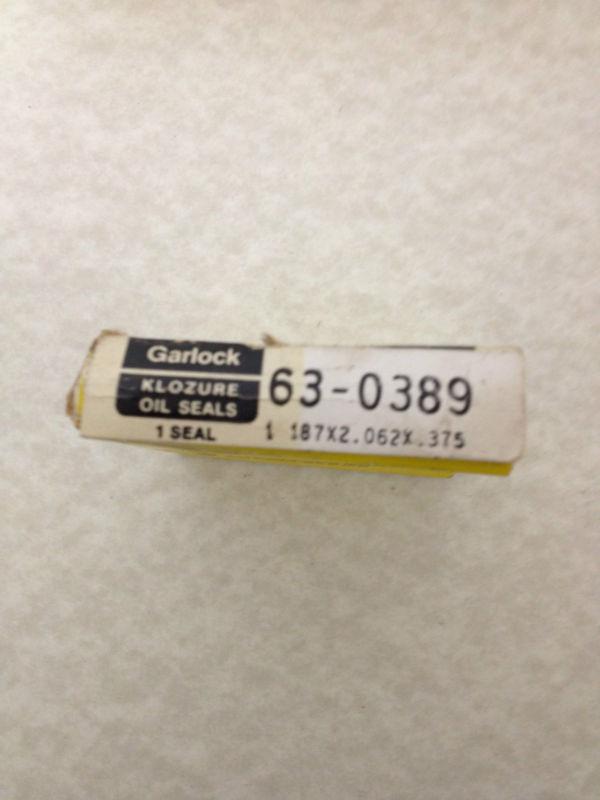 Garlock
KLOZURE
OIL SEALS
1 SEAL
63-0389
1 187X2.062X.375